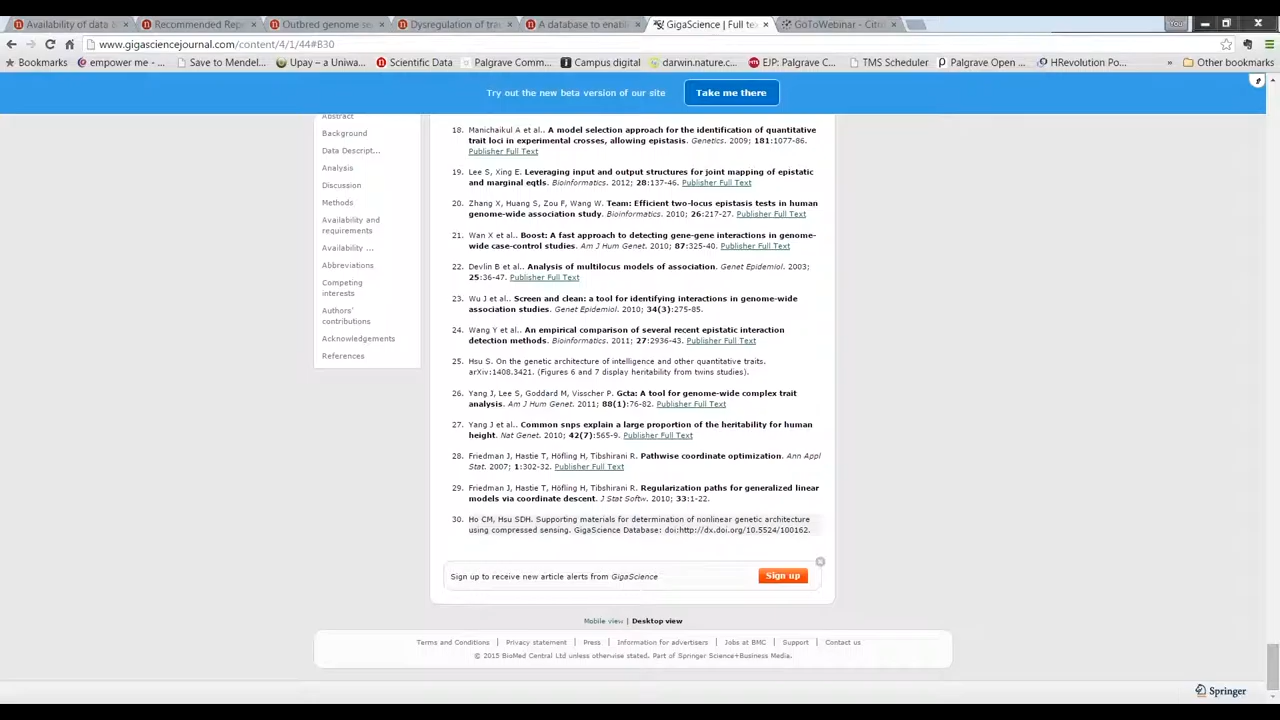 Availability of data b
Recommended Rep
Outbred genome se
Dysregulation of tra
A database to enabl
GigaScience | Full te
GoToWebinar - Citri
You
www.gigasciencejournal.com/content/4/1/44#B30
Bookmarks
empower me - ...
Save to Mendel...
Upay – a Uniwa...
Scientific Data
Palgrave Comm...
Campus digital
darwin.nature.c...
EJP: Palgrave C...
TMS Scheduler
Palgrave Open ...
HRevolution Po...
»
Other bookmarks
Try out the new beta version of our site
Take me there
Abstract
Background
Data Descript...
Analysis
Discussion
Methods
Availability and
requirements
Availability ...
Abbreviations
Competing
interests
Authors'
contributions
Acknowledgements
References
18. Manichaikul A et al.. A model selection approach for the identification of quantitative
trait loci in experimental crosses, allowing epistasis. Genetics. 2009; 181:1077-86.
Publisher Full Text
19. Lee S, Xing E. Leveraging input and output structures for joint mapping of epistatic
and marginal eqtls. Bioinformatics. 2012; 28:137-46. Publisher Full Text
20. Zhang X, Huang S, Zou F, Wang W. Team: Efficient two-locus epistasis tests in human
genome-wide association study. Bioinformatics. 2010; 26:217-27. Publisher Full Text
21. Wan X et al.. Boost: A fast approach to detecting gene-gene interactions in genome-
wide case-control studies. Am J Hum Genet. 2010; 87:325-40. Publisher Full Text
22. Devlin B et al.. Analysis of multilocus models of association. Genet Epidemiol. 2003;
25:36-47. Publisher Full Text
23. Wu J et al.. Screen and clean: a tool for identifying interactions in genome-wide
association studies. Genet Epidemiol. 2010; 34(3):275-85.
24. Wang Y et al.. An empirical comparison of several recent epistatic interaction
detection methods. Bioinformatics. 2011; 27:2936-43. Publisher Full Text
25. Hsu S. On the genetic architecture of intelligence and other quantitative traits.
arXiv:1408.3421. (Figures 6 and 7 display heritability from twins studies).
26. Yang J, Lee S, Goddard M, Visscher P. Gcta: A tool for genome-wide complex trait
analysis. Am J Hum Genet. 2011; 88(1):76-82. Publisher Full Text
27. Yang J et al.. Common snps explain a large proportion of the heritability for human
height. Nat Genet. 2010; 42(7):565-9. Publisher Full Text
28. Friedman J, Hastie T, Höfling H, Tibshirani R. Pathwise coordinate optimization. Ann Appl
Stat. 2007; 1:302-32. Publisher Full Text
29. Friedman J, Hastie T, Höfling H, Tibshirani R. Regularization paths for generalized linear
models via coordinate descent. J Stat Softw. 2010; 33:1-22.
30. Ho CM, Hsu SDH. Supporting materials for determination of nonlinear genetic architecture
using compressed sensing. GigaScience Database: doi:http://dx.doi.org/10.5524/100162.
Sign up to receive new article alerts from GigaScience
Sign up
Mobile view | Desktop view
Terms and Conditions | Privacy statement | Press | Information for advertisers | Jobs at BMC | Support | Contact us
© 2015 BioMed Central Ltd unless otherwise stated. Part of Springer Science+Business Media.
Springer